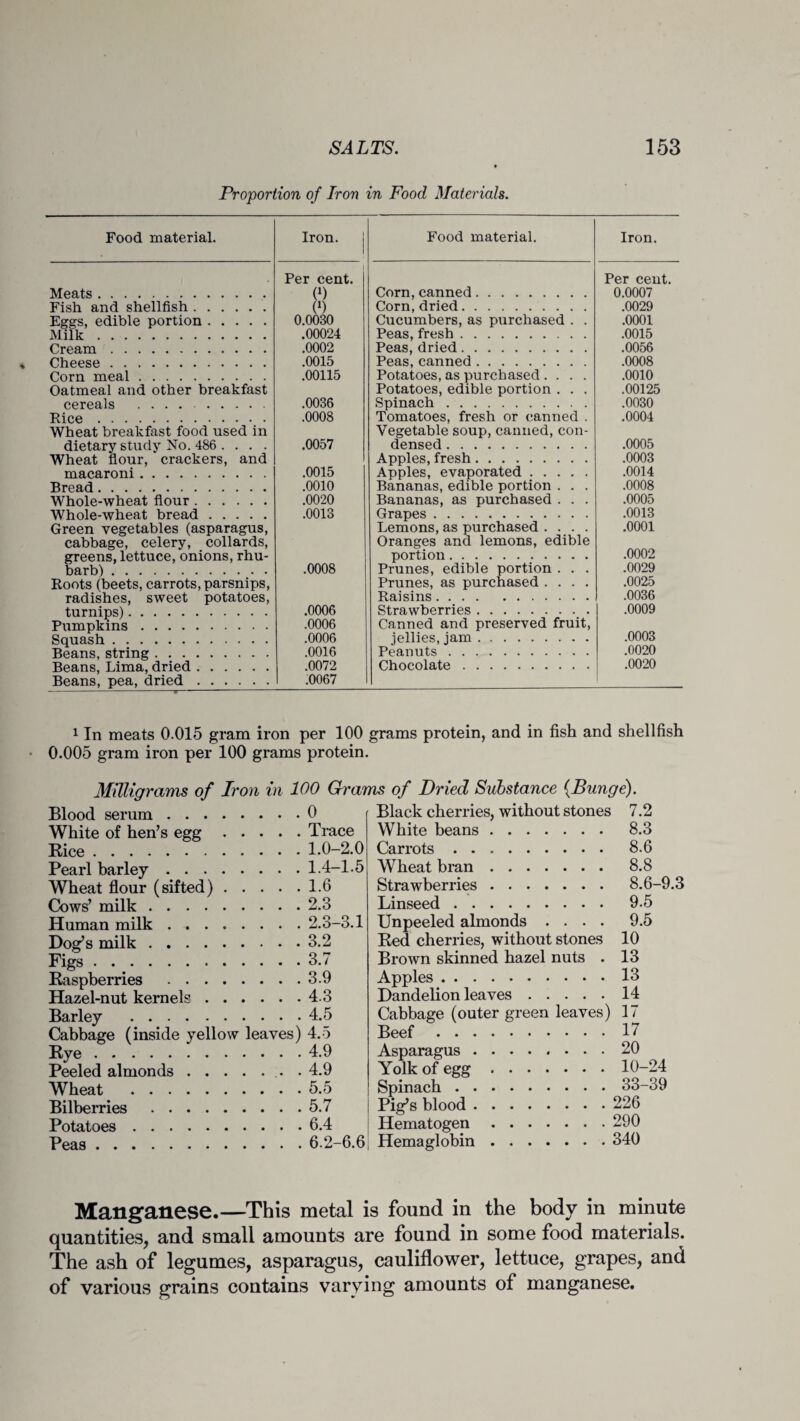 SALTS. 153
Proportion of Iron in Food Materials.
Food material. Iron.
Per cent.
Meats . . . . . . . . . . . . . (1)
Fish and shellfish . . . . . . (1)
Eggs, edible portion . . . . . 0.0030
Milk . . . . . . . . . . . . . .00024
Cream . . . . . . . . . . . . .0002
Cheese . . . . . . . . . . . . .0015
Corn meal . . . . . . . . . . .00115
Oatmeal and other breakfast
cereals . . . . . . . . . . .0036
Rice . . . . . . . . . . . . . .0008
Wheat breakfast food used in
dietary study No. 486 . . . . .0057
Wheat flour, crackers, and
macaroni . . . . . . . . . . .0015
Bread . . . . . . . . . . . . . .0010
Whole-wheat flour . . . . . . .0020
Whole-wheat bread . . . . . .0013
Green vegetables (asparagus,
cabbage, celery, collards,
greens, lettuce, onions, rhu-
barb) . . . . . . . . . . . . .0008
Roots (beets, carrots, parsnips,
radishes, sweet potatoes,
turnips) . . . . . . . . . . . .0006
Pumpkins . . . . . . . . . . .0006
Squash . . . . . . . . . . . . .0006
Beans, string . . . . . . . . . .0016
Beans, Lima, dried . . . . . . .0072
Beans, pea, dried . . . . . . .0067
Food material. Iron.
Per cent.
Corn, canned . . . . . . . . . 0.0007
Corn, dried . . . . . . . . . . .0029
Cucumbers, as purchased . . .0001
Peas, fresh . . . . . . . . . . .0015
Peas, dried . . . . . . . . . . .0056
Peas, canned . . . . . . . . . .0008
Potatoes, as purchased . . . . .0010
Potatoes, edible portion . . . .00125
Spinach . . . . . . . . . . . .0030
Tomatoes, fresh or canned . .0004
Vegetable soup, canned, con-
densed . . . . . . . . . . . .0005
Apples, fresh . . . . . . . . . .0003
Apples, evaporated . . . . . .0014
Bananas, edible portion . . . .0008
Bananas, as purchased . . . .0005
Grapes . . . . . . . . . . . . .0013
Lemons, as purchased . . . . .0001
Oranges and lemons, edible
portion . . . . . . . . . . . .0002
Prunes, edible portion . . . .0029
Prunes, as purchased . . . . .0025
Raisins . . . . . . . . . . . . .0036
Strawberries . . . . . . . . . .0009
Canned and preserved fruit,
jellies, jam . . . . . . . . . .0003
Peanuts . . . . . . . . . . . .0020
Chocolate . . . . . . . . . . .0020
1 In meats 0.015 gram iron per 100 grams protein, and in fish and shellfish
0.005 gram iron per 100 grams protein.
Milligrams of Iron in 100 Grams of Dried Substance (Bunge).
Blood serum . . . . . . . . 0
White of hen's egg . . . . . Trace
Rice . . . . . . . . . . . . 1.0-2.0
Pearl barley . . . . . . . . 1.4-1.5
Wheat flour (sifted) . . . . . 1.6
Cows' milk . . . . . . . . . 2.3
Human milk . . . . . . . . 2.3-3.1
Dog's milk . . . . . . . . . 3.2
Figs . . . . . . . . . . . . 3.7
Raspberries . . . . . . . . 3.9
Hazel-nut kernels . . . . . . 4.3
Barley . . . . . . . . . . 4.5
Cabbage (inside yellow leaves) 4.5
Rye . . . . . . . . . . . . 4.9
Peeled almonds . . . . . . . 4.9
Wheat . . . . . . . . . . 5.5
Bilberries . . . . . . . . . 5.7
Potatoes . . . . . . . . . . 6.4
Peas . . . . . . . . . . . . 6.2-6.6
Black cherries, without stones 7.2
White beans . . . . . . . 8.3
Carrots . . . . . . . . . 8.6
Wheat bran . . . . . . . 8.8
Strawberries . . . . . . . 8.6-9.3
Linseed . . . . . . . . . 9.5
Unpeeled almonds . . . . 9.5
Red cherries, without stones 10
Brown skinned hazel nuts . 13
Apples . . . . . . . . . . 13
Dandelion leaves . . . . . 14
Cabbage (outer green leaves) 17
Beef . . . . . . . . . . 17
Asparagus . . . . . . . . 20
Yolk of egg . . . . . . . 10-24
Spinach . . . . . . . . . 33-39
Pig's blood . . . . . . . . 226
Hematogen . . . . . . . 290
Hemaglobin . . . . . . . 340
Manganese.—This metal is found in the body in minute
quantities, and small amounts are found in some food materials.
The ash of legumes, asparagus, cauliflower, lettuce, grapes, and
of various grains contains varying amounts of manganese.